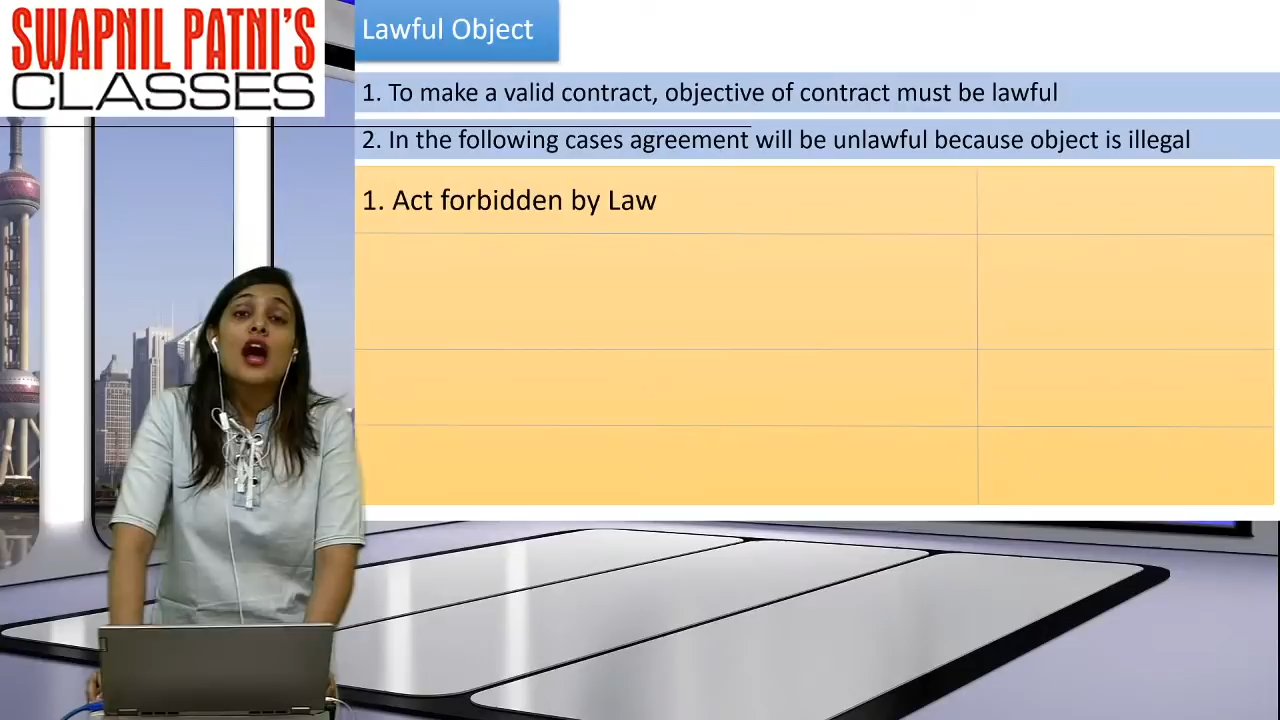 SWAPNIL PATNI'S
CLASSES
Lawful Object
1. To make a valid contract, objective of contract must be lawful
2. In the following cases agreement will be unlawful because object is illegal
1. Act forbidden by Law